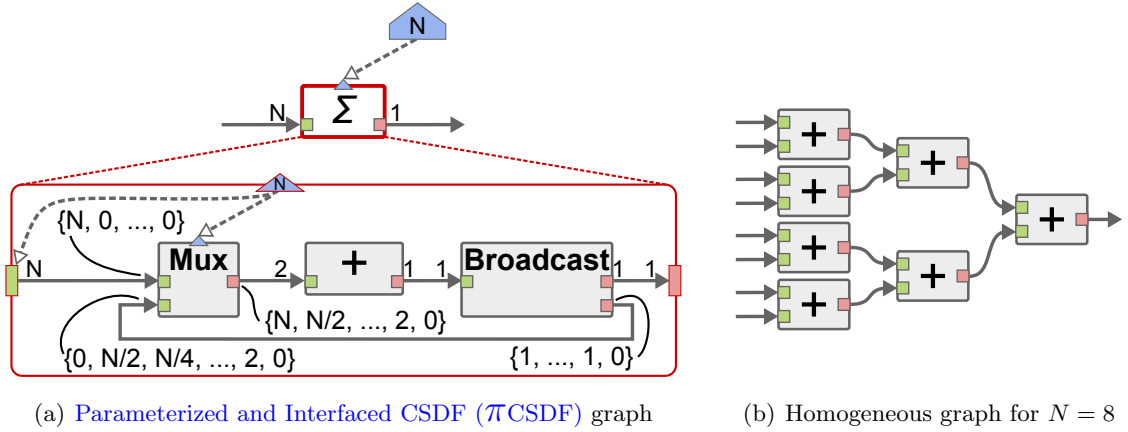 N
N Σ 1
N
{N, 0, ..., 0}
N Mux 2 + 1 1 Broadcast 1 1
{N, N/2, ..., 2, 0}
{0, N/2, N/4, ..., 2, 0} {1, ..., 1, 0}
(a) Parameterized and Interfaced CSDF (πCSDF) graph
+
+
+
+
+
+
+
(b) Homogeneous graph for N = 8